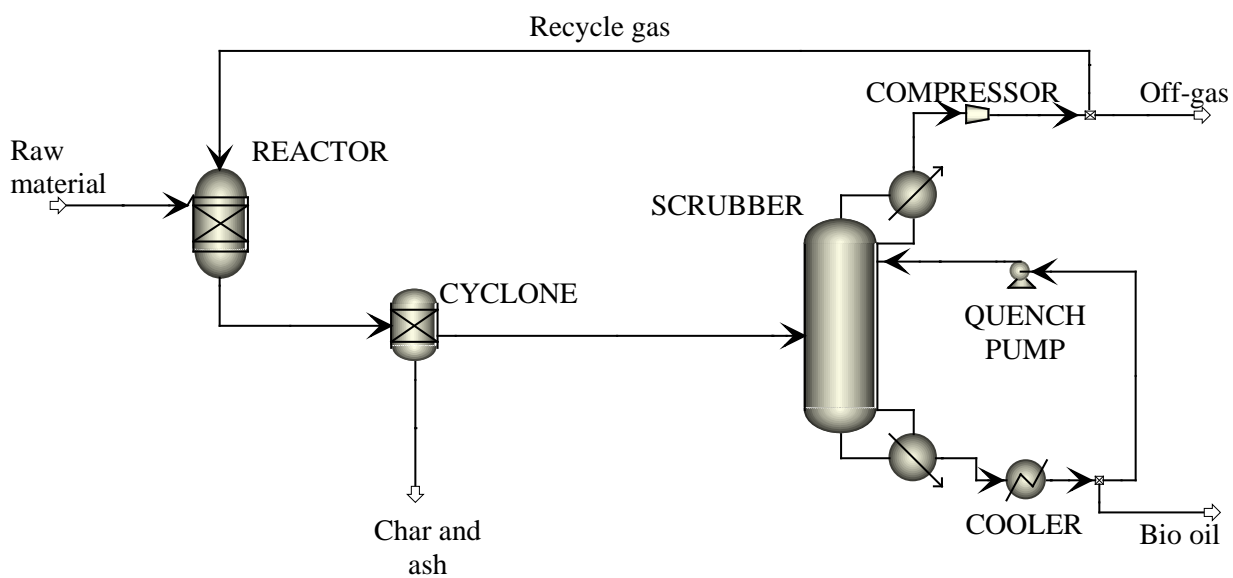 Recycle gas
COMPRESSOR
Off-gas
Raw
material
REACTOR
SCRUBBER
CYCLONE
QUENCH
PUMP
COOLER
Char and
ash
Bio oil